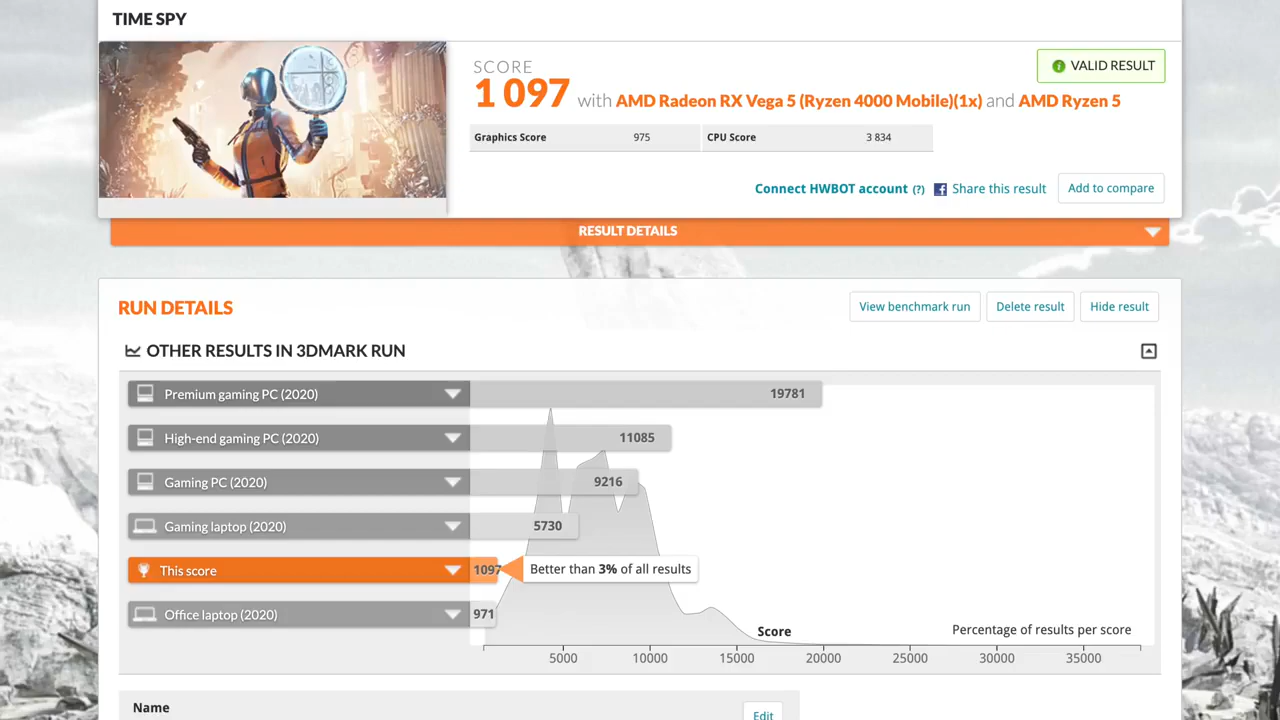 TIME SPY
SCORE
1 097 with AMD Radeon RX Vega 5 (Ryzen 4000 Mobile)(1x) and AMD Ryzen 5
VALID RESULT
Graphics Score 975 CPU Score 3 834
Connect HWBOT account (?) Share this result Add to compare
RESULT DETAILS
RUN DETAILS
View benchmark run Delete result Hide result
OTHER RESULTS IN 3DMARK RUN
Premium gaming PC (2020) 19781
High-end gaming PC (2020) 11085
Gaming PC (2020) 9216
Gaming laptop (2020) 5730
This score 1097 Better than 3% of all results
Office laptop (2020) 971
Score Percentage of results per score
5000 10000 15000 20000 25000 30000 35000
Name
Edit